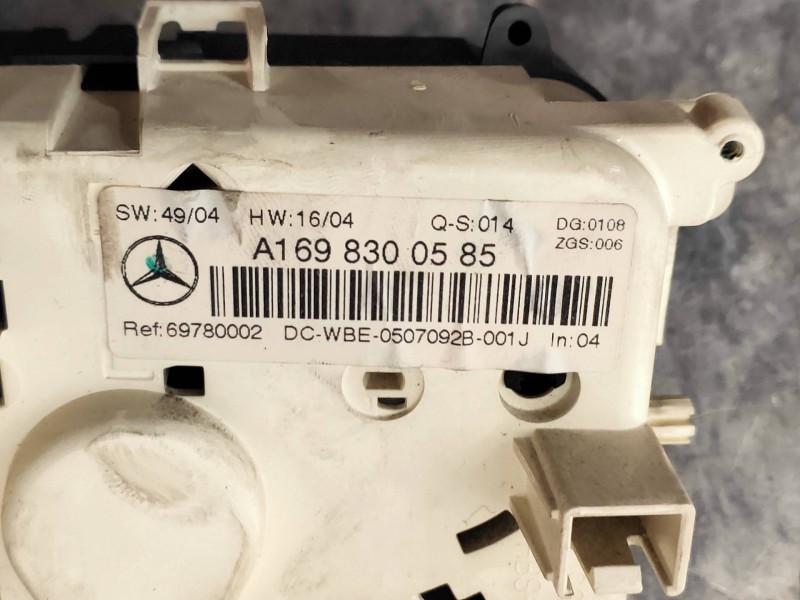 SW:49/04 HW:16/04 Q-S:014 DG:0108
ZGS:006
A169 830 05 85
Ref:69780002 DC-WBE-0507092B-001J In:04